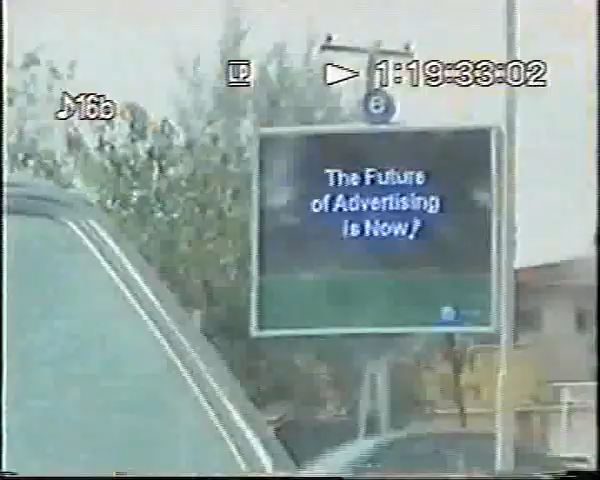 LP
1:19:33:02
♪16b
6
The Future
of Advertising
is Now!